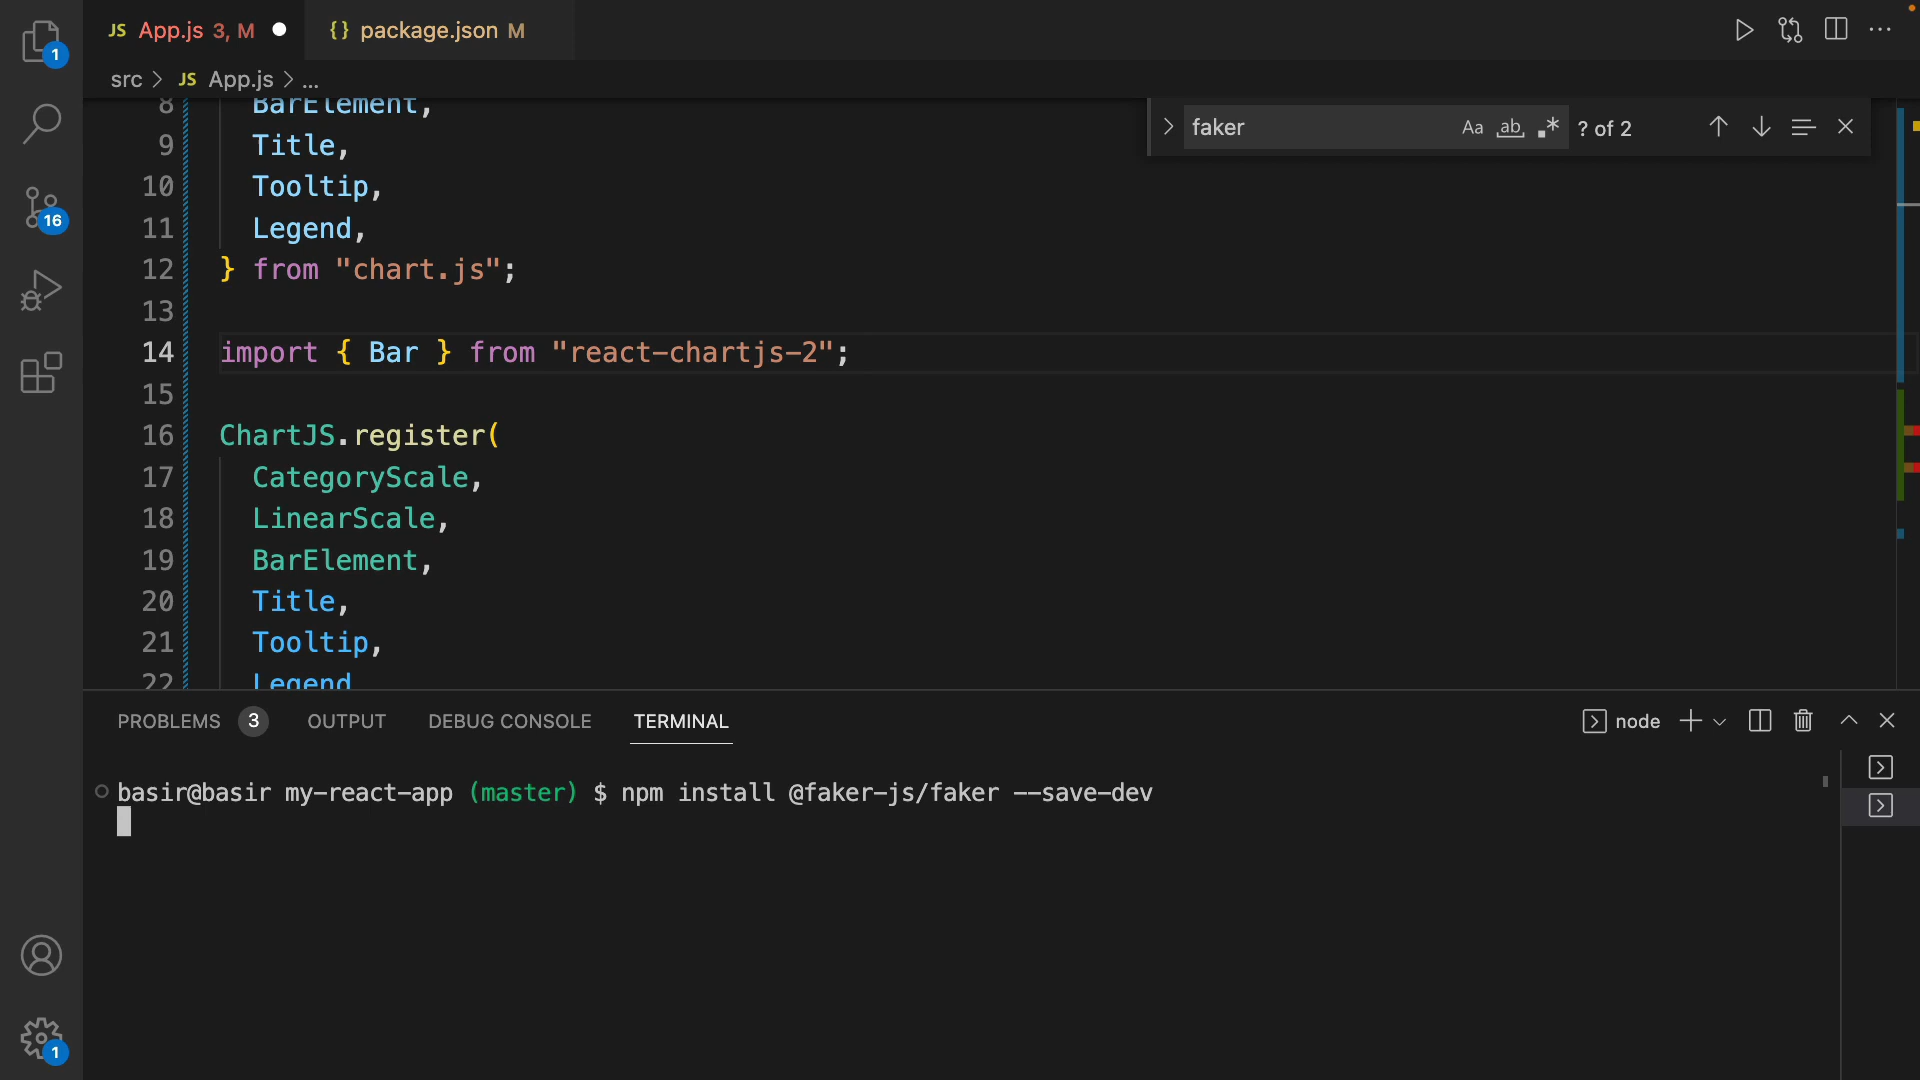 JS App.js 3, M
{} package.json M
1
src > JS App.js > ...
faker
Aa ab .* ? of 2
8 BarElement,
9 Title,
10 Tooltip,
11 Legend,
12 } from "chart.js";
13
14 import { Bar } from "react-chartjs-2";
15
16 ChartJS.register(
17 CategoryScale,
18 LinearScale,
19 BarElement,
20 Title,
21 Tooltip,
22 Legend
16
PROBLEMS 3 OUTPUT DEBUG CONSOLE TERMINAL
node
basir@basir my-react-app (master) $ npm install @faker-js/faker --save-dev
1